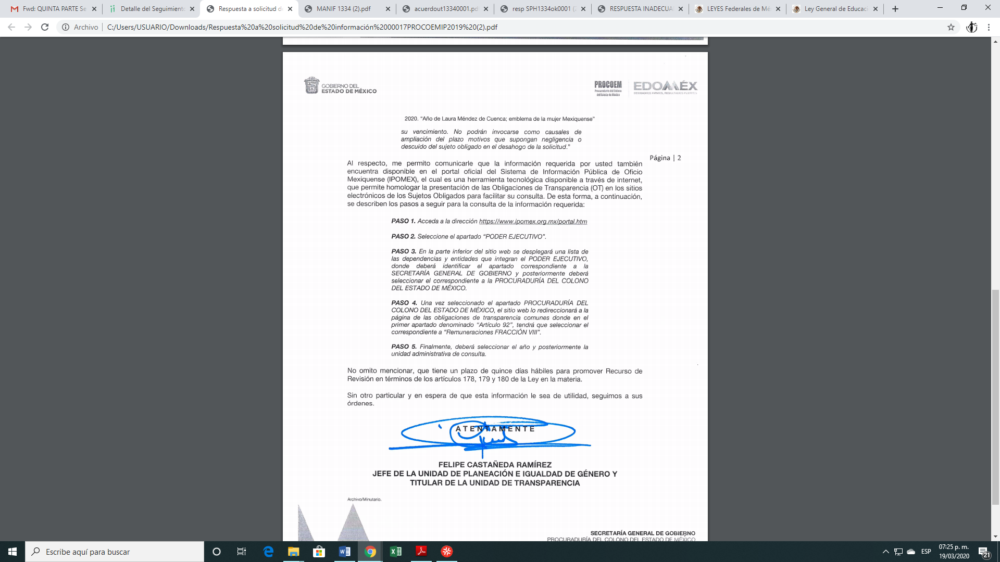 Fwd: QUINTA PARTE Se
Detalle del Seguimiento
Respuesta a solicitud d
MANIF 1334 (2).pdf
acuerdout13340001.pd
resp SPH1334ok0001 (2
RESPUESTA INADECUA
LEYES Federales de Mé
Ley General de Educac
Archivo
C:/Users/USUARIO/Downloads/Respuesta%20a%20solicitud%20de%20información%2000017PROCOEMIP2019%20(2).pdf
GOBIERNO DEL
ESTADO DE MÉXICO
PROCOEM
Procuraduría del Colono
del Estado de México
EDOMÉX
DECISIONES FIRMES, RESULTADOS FUERTES.
2020. “Año de Laura Méndez de Cuenca; emblema de la mujer Mexiquense”
su vencimiento. No podrán invocarse como causales de
ampliación del plazo motivos que supongan negligencia o
descuido del sujeto obligado en el desahogo de la solicitud.”
Página | 2
Al respecto, me permito comunicarle que la información requerida por usted también
encuentra disponible en el portal oficial del Sistema de Información Pública de Oficio
Mexiquense (IPOMEX), el cual es una herramienta tecnológica disponible a través de internet,
que permite homologar la presentación de las Obligaciones de Transparencia (OT) en los sitios
electrónicos de los Sujetos Obligados para facilitar su consulta. De esta forma, a continuación,
se describen los pasos a seguir para la consulta de la información requerida:
PASO 1. Acceda a la dirección https://www.ipomex.org.mx/portal.htm
PASO 2. Seleccione el apartado “PODER EJECUTIVO”.
PASO 3. En la parte inferior del sitio web se desplegará una lista de
las dependencias y entidades que integran el PODER EJECUTIVO,
donde deberá identificar el apartado correspondiente a la
SECRETARÍA GENERAL DE GOBIERNO y posteriormente deberá
seleccionar el correspondiente a la PROCURADURÍA DEL COLONO
DEL ESTADO DE MÉXICO.
PASO 4. Una vez seleccionado el apartado PROCURADURÍA DEL
COLONO DEL ESTADO DE MÉXICO, el sitio web lo redireccionará a la
página de las obligaciones de transparencia comunes donde en el
primer apartado denominado “Artículo 92”, tendrá que seleccionar el
correspondiente a “Remuneraciones FRACCIÓN VIII”.
PASO 5. Finalmente, deberá seleccionar el año y posteriormente la
unidad administrativa de consulta.
No omito mencionar, que tiene un plazo de quince días hábiles para promover Recurso de
Revisión en términos de los artículos 178, 179 y 180 de la Ley en la materia.
Sin otro particular y en espera de que esta información le sea de utilidad, seguimos a sus
órdenes.
A T E N T A M E N T E
FELIPE CASTAÑEDA RAMÍREZ
JEFE DE LA UNIDAD DE PLANEACIÓN E IGUALDAD DE GÉNERO Y
TITULAR DE LA UNIDAD DE TRANSPARENCIA
Archivo/Minutario.
SECRETARÍA GENERAL DE GOBIERNO
PROCURADURÍA DEL COLONO DEL ESTADO DE MÉXICO
Escribe aquí para buscar
ESP
07:25 p. m.
19/03/2020
21